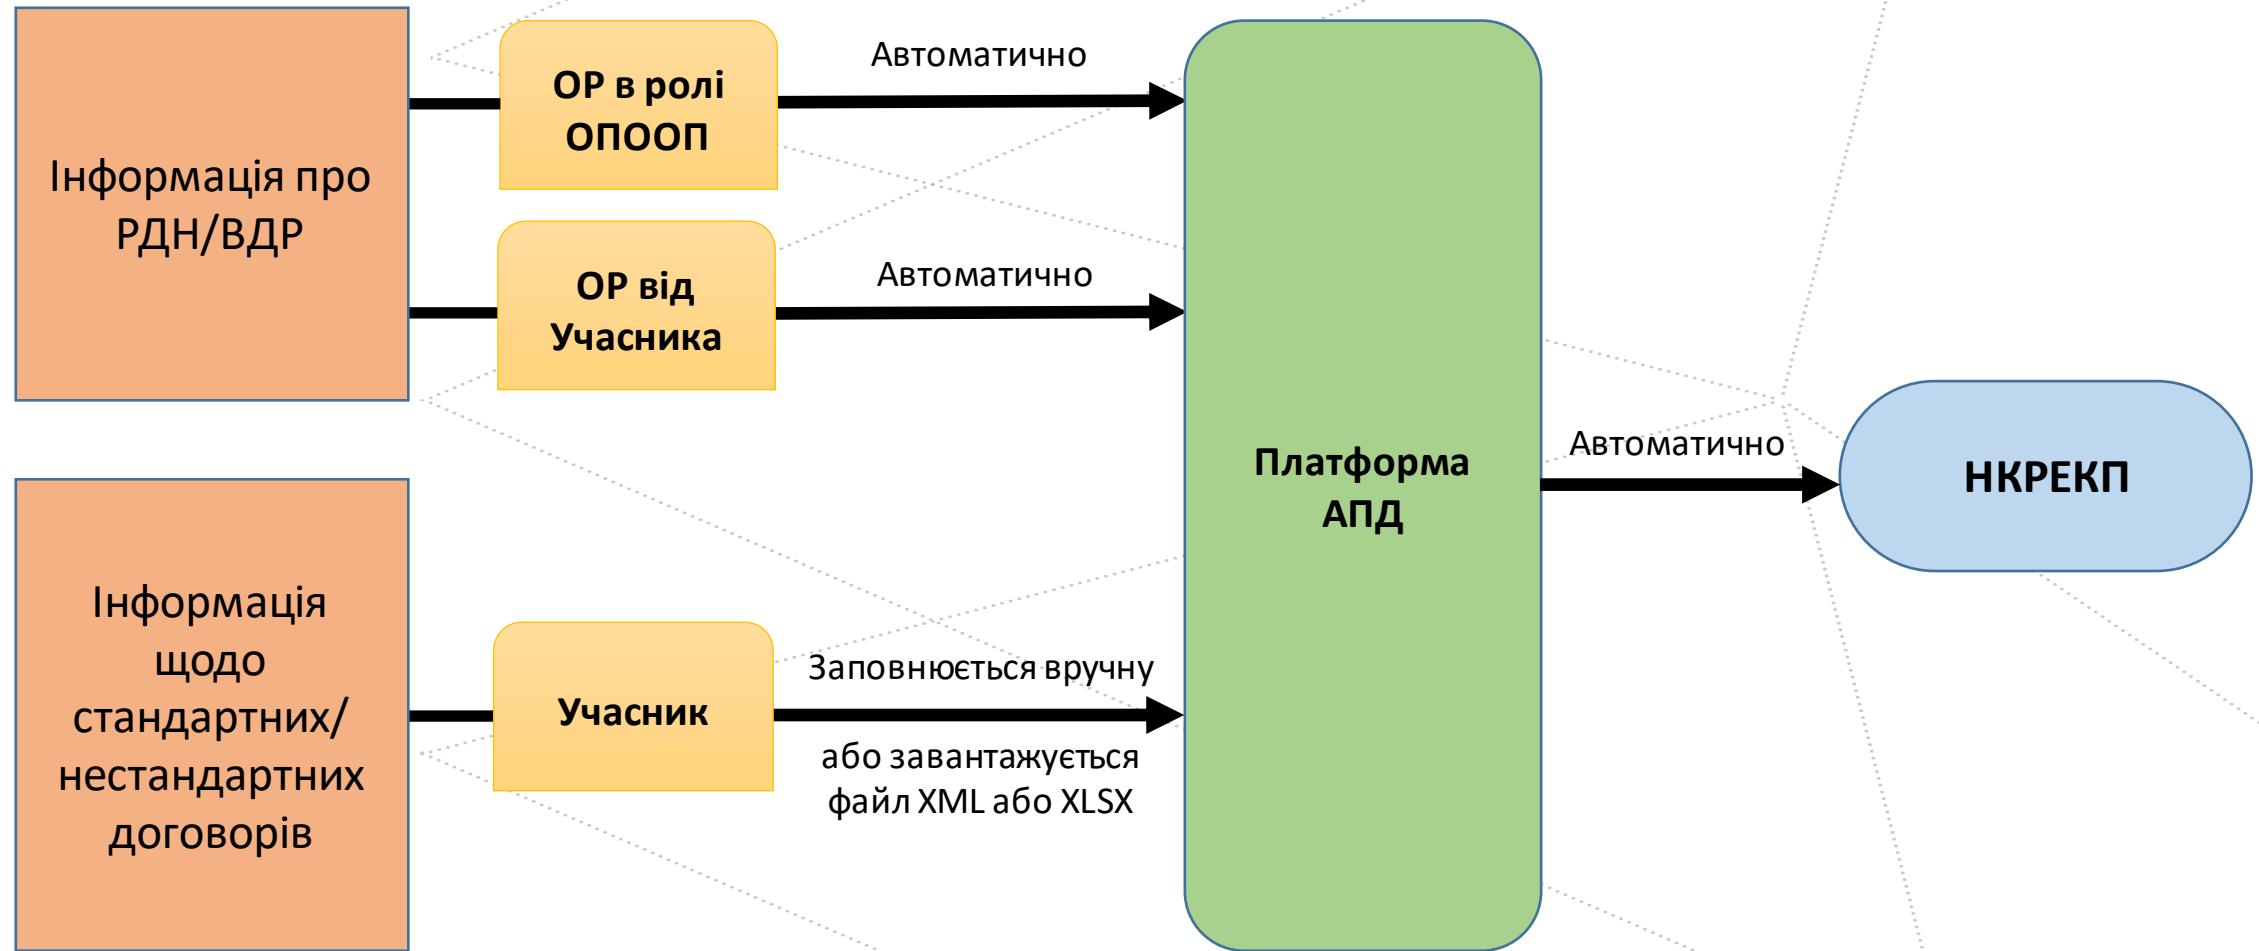 Інформація про
РДН/ВДР
ОР в ролі
ОПООП
Автоматично
ОР від
Учасника
Автоматично
Інформація
щодо
стандартних/
нестандартних
договорів
Учасник
Заповнюється вручну
або завантажується
файл XML або XLSX
Платформа
АПД
Автоматично
НКРЕКП